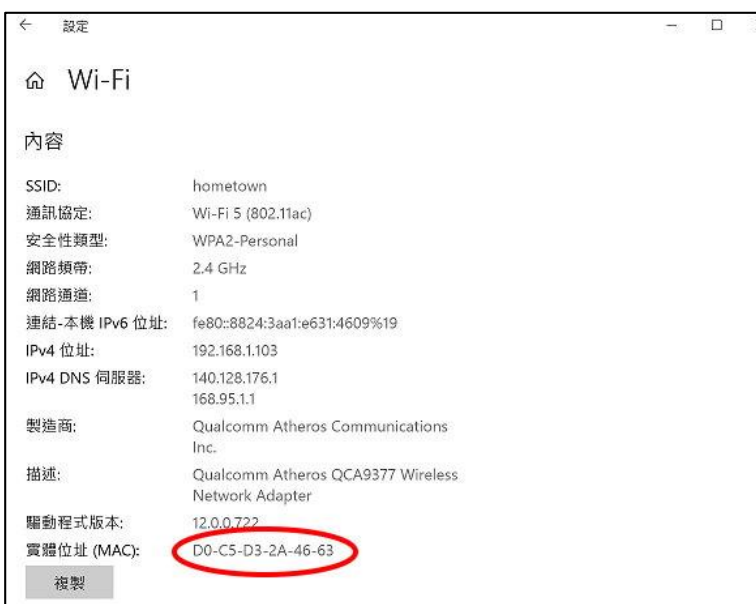 設定
Wi-Fi
內容
SSID: hometown
通訊協定: Wi-Fi 5 (802.11ac)
安全性類型: WPA2-Personal
網路頻帶: 2.4 GHz
網路通道: 1
連結-本機 IPv6 位址: fe80::8824:3aa1:e631:4609%19
IPv4 位址: 192.168.1.103
IPv4 DNS 伺服器: 140.128.176.1
168.95.1.1
製造商: Qualcomm Atheros Communications
Inc.
描述: Qualcomm Atheros QCA9377 Wireless
Network Adapter
驅動程式版本: 12.0.0.722
實體位址 (MAC): D0-C5-D3-2A-46-63
複製